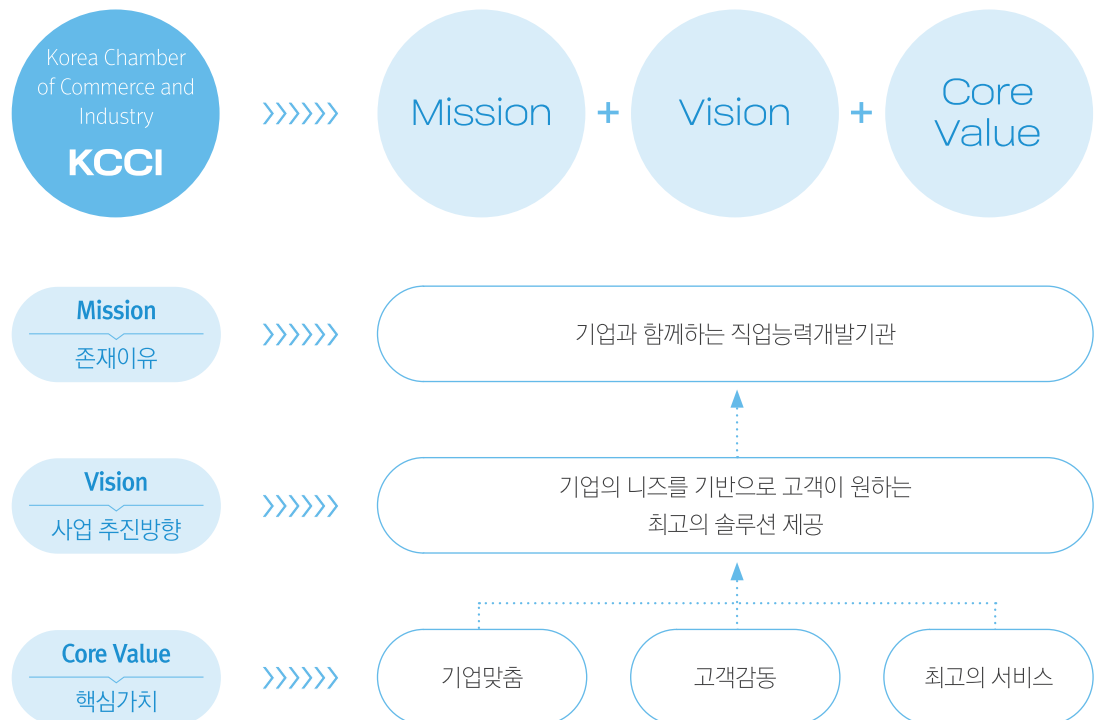 Korea Chamber
of Commerce and
Industry
KCCI
Mission
+
Vision
+
Core
Value
Mission
존재이유
기업과 함께하는 직업능력개발기관
Vision
사업 추진방향
기업의 니즈를 기반으로 고객이 원하는
최고의 솔루션 제공
Core Value
핵심가치
기업맞춤
고객감동
최고의 서비스